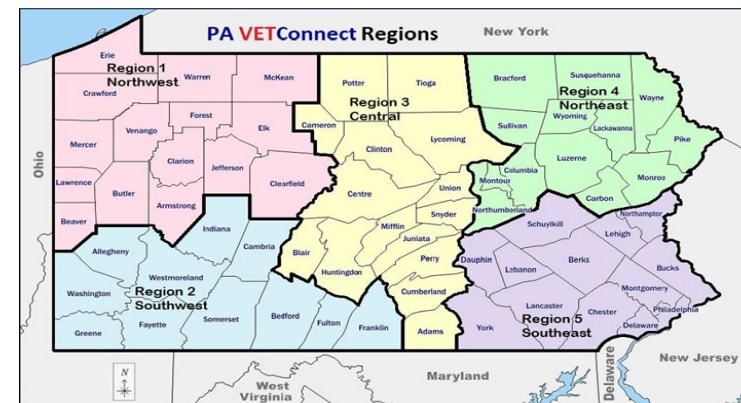 PA VETConnect Regions
New York
Erie
Region 1
Northwest
Crawford
Warren
McKean
Forest
Elk
Venango
Mercer
Clarion
Jefferson
Clearfield
Lawrence
Butler
Armstrong
Beaver
Ohio
Potter
Tioga
Region 3
Central
Cameron
Clinton
Lycoming
Centre
Union
Snyder
Mifflin
Juniata
Blair
Huntingdon
Perry
Cumberland
Adams
Bracford
Susquehanna
Region 4
Northeast
Wayne
Sullivan
Wyoming
Lackawanna
Pike
Luzerne
Columbia
Montour
Monroe
Carbon
Northumberland
Indiana
Allegheny
Cambria
Westmoreland
Washington
Region 2
Southwest
Greene
Fayette
Somerset
Bedford
Fulton
Franklin
Schuylkill
Northampton
Lehigh
Dauphin
Lebanon
Berks
Bucks
Montgomery
Lancaster
Chester
Philadelphia
Region 5
Southeast
Delaware
York
N
West
Virginia
Maryland
Delaware
New Jersey